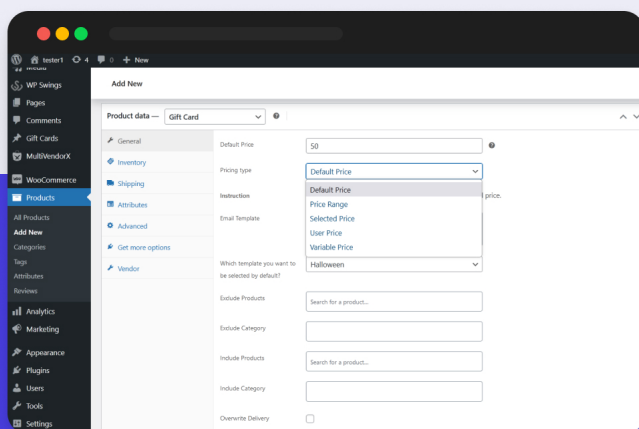 tester1 4 0 + New
Media
WP Swings
Pages
Comments
Gift Cards
MultiVendorX
WooCommerce
Products
All Products
Add New
Categories
Tags
Attributes
Reviews
Analytics
Marketing
Appearance
Plugins
Users
Tools
Settings
Add New
Product data — Gift Card
General
Inventory
Shipping
Attributes
Advanced
Get more options
Vendor
Default Price
50
Pricing type
Default Price
Default Price
Price Range
Selected Price
User Price
Variable Price
Instruction
price.
Email Template
Which template you want to
be selected by default?
Halloween
Exclude Products
Search for a product...
Exclude Category
Include Products
Search for a product...
Include Category
Overwrite Delivery